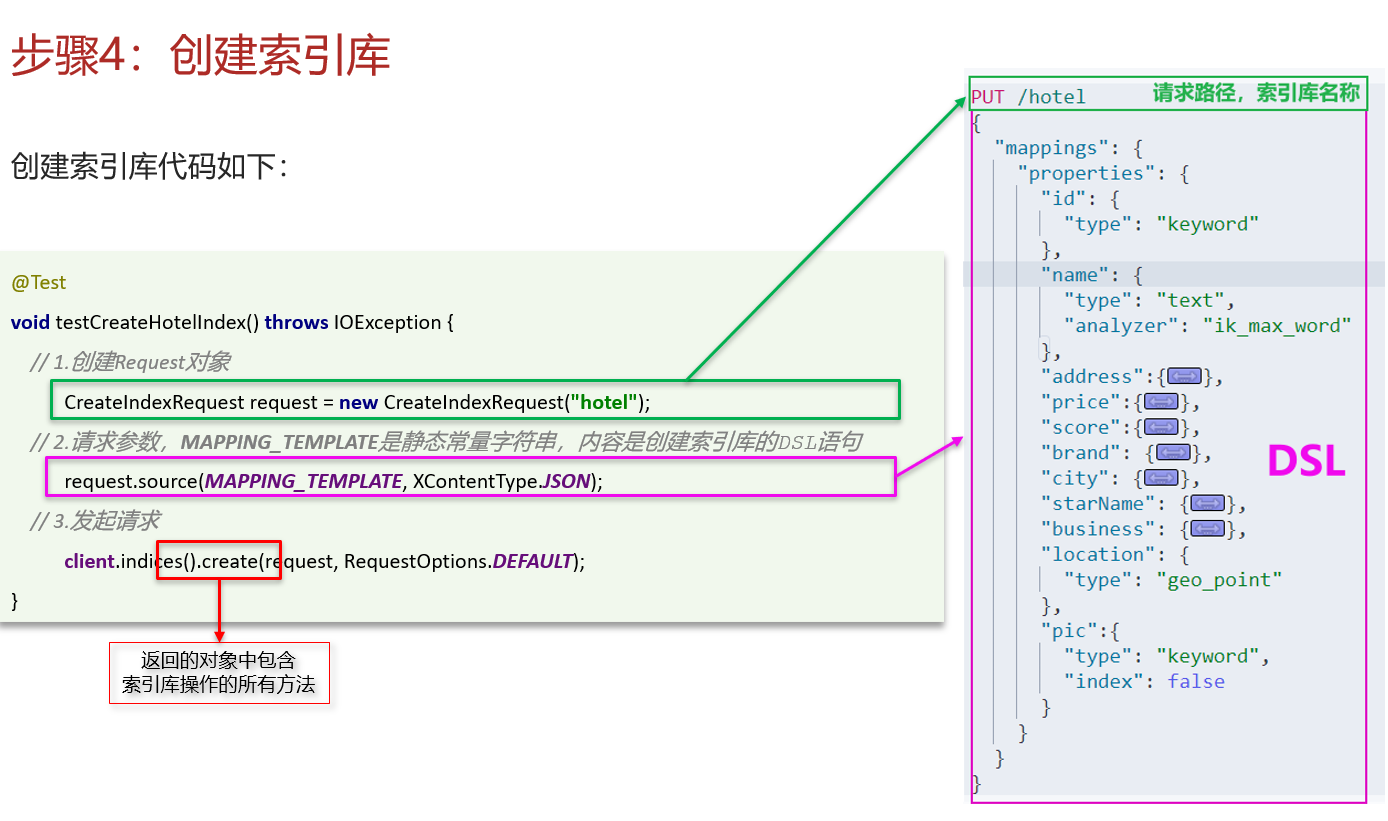 步骤4：创建索引库
创建索引库代码如下：
@Test
void testCreateHotelIndex() throws IOException {
// 1.创建Request对象
CreateIndexRequest request = new CreateIndexRequest("hotel");
// 2.请求参数，MAPPING_TEMPLATE是静态常量字符串，内容是创建索引库的DSL语句
request.source(MAPPING_TEMPLATE, XContentType.JSON);
// 3.发起请求
client.indices().create(request, RequestOptions.DEFAULT);
}
返回的对象中包含
索引库操作的所有方法
PUT /hotel 请求路径，索引库名称
{
"mappings": {
"properties": {
"id": {
"type": "keyword"
},
"name": {
"type": "text",
"analyzer": "ik_max_word"
},
"address":{},
"price":{},
"score":{},
"brand": {},
"city": {},
"starName": {},
"business": {},
"location": {
"type": "geo_point"
},
"pic":{
"type": "keyword",
"index": false
}
}
}
}
DSL